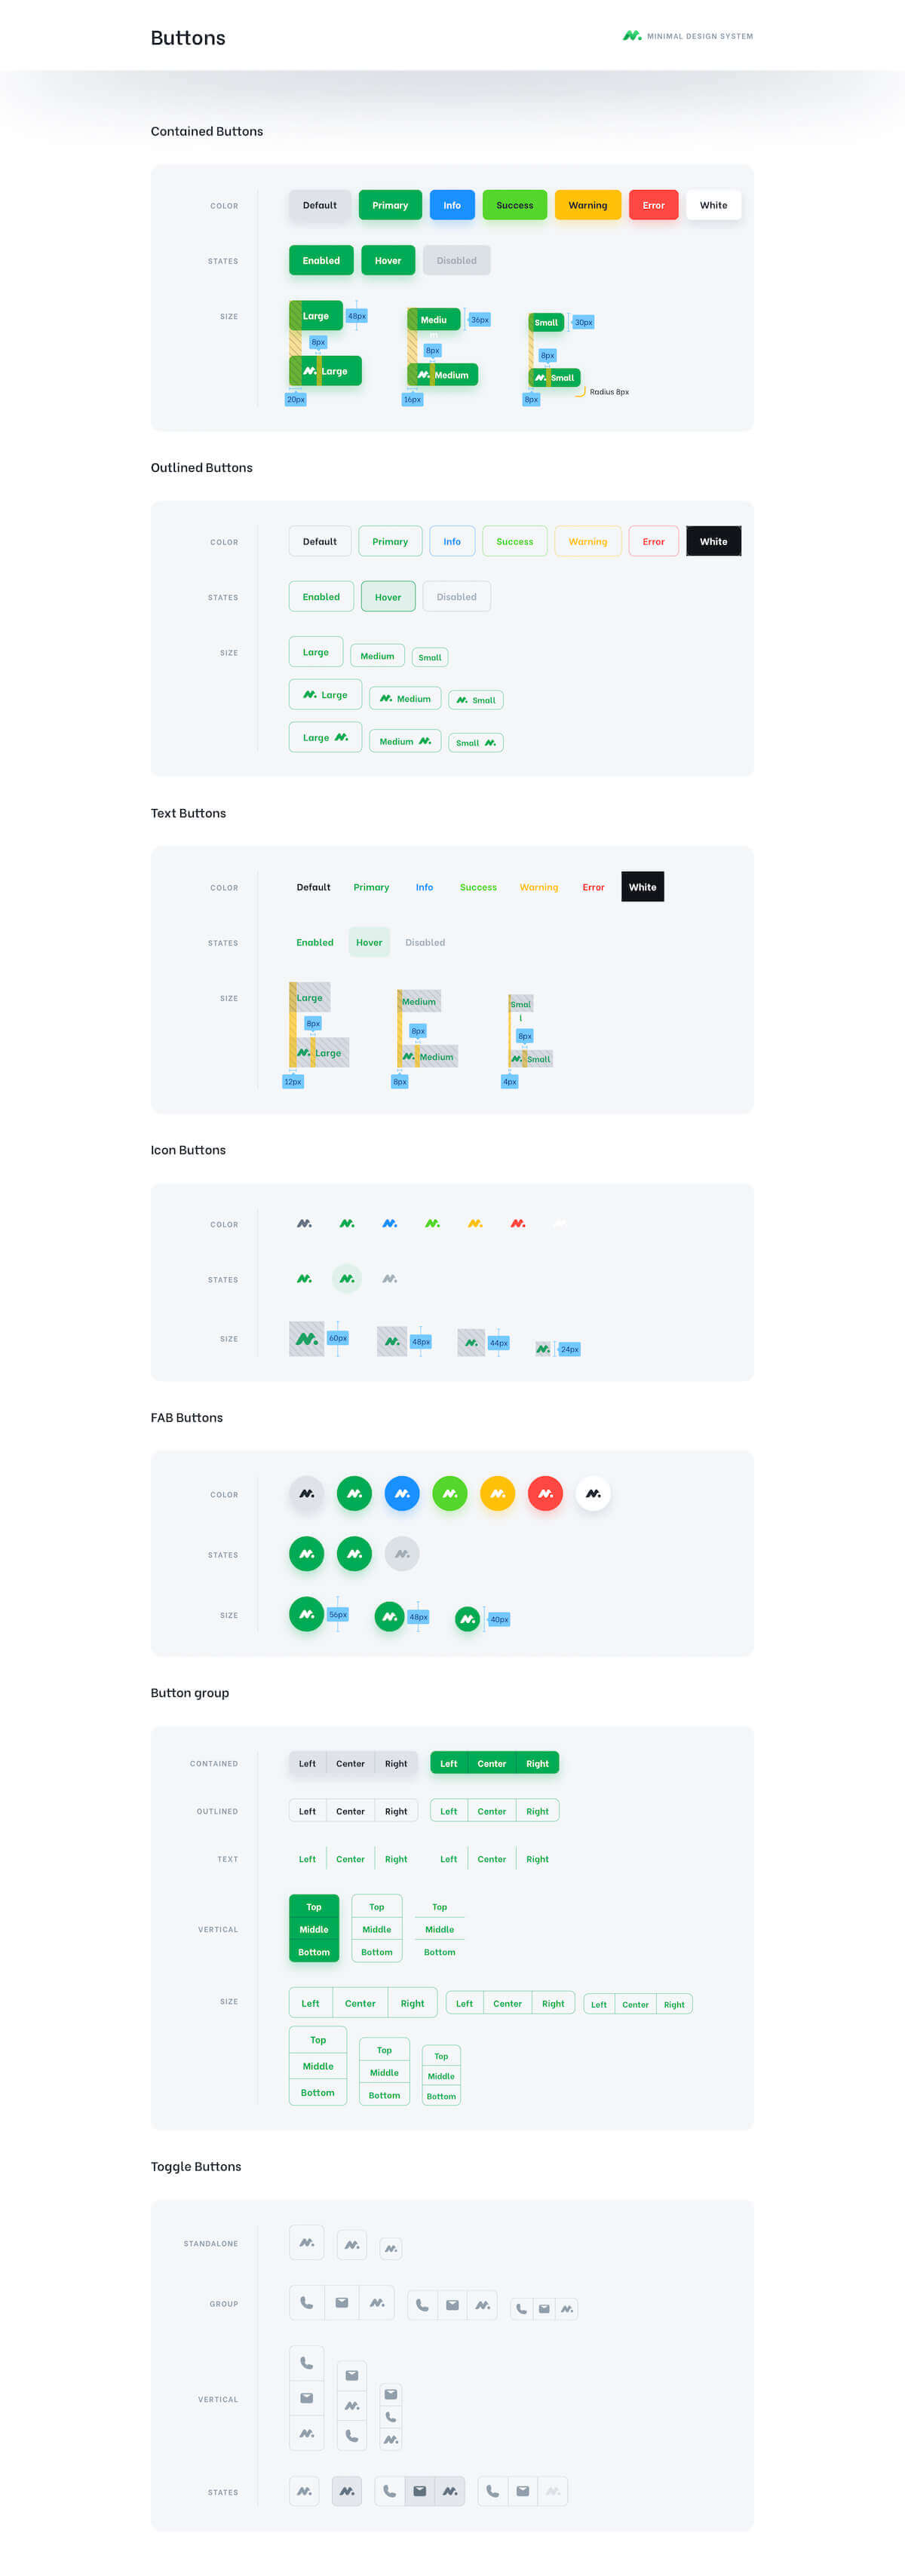 Buttons
MINIMAL DESIGN SYSTEM
Contained Buttons
COLOR Default Primary Info Success Warning Error White
STATES Enabled Hover Disabled
SIZE Large 48px Mediu 36px Small 30px
m
8px 8px 8px
Large Medium Small
20px 16px 8px Radius 8px
Outlined Buttons
COLOR Default Primary Info Success Warning Error White
STATES Enabled Hover Disabled
SIZE Large Medium Small
Large Medium Small
Large Medium Small
Text Buttons
COLOR Default Primary Info Success Warning Error White
STATES Enabled Hover Disabled
SIZE Large Medium Smal
l
8px 8px 8px
Large Medium Small
12px 8px 4px
Icon Buttons
COLOR
STATES
SIZE 60px 48px 44px 24px
FAB Buttons
COLOR
STATES
SIZE 56px 48px 40px
Button group
CONTAINED Left Center Right Left Center Right
OUTLINED Left Center Right Left Center Right
TEXT Left Center Right Left Center Right
Top Top Top
VERTICAL Middle Middle Middle
Bottom Bottom Bottom
SIZE Left Center Right Left Center Right Left Center Right
Top Top Top
Middle Middle Middle
Bottom Bottom Bottom
Toggle Buttons
STANDALONE
GROUP
VERTICAL
STATES